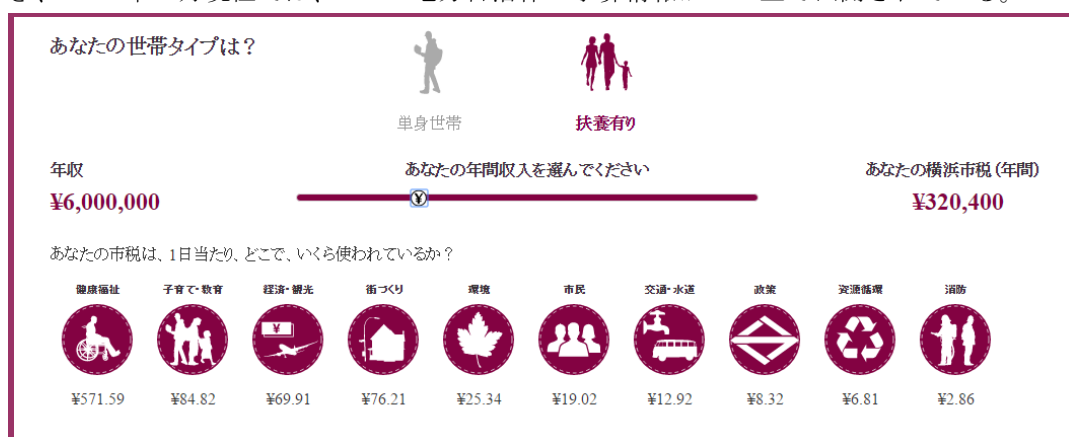 あなたの世帯タイプは？
単身世帯 扶養有り
年収 あなたの年間収入を選んでください あなたの横浜市税（年間）
¥6,000,000 ¥ ¥320,400
あなたの市税は、1日当たり、どこで、いくら使われているか？
健康福祉 子育て・教育 経済・観光 街づくり 環境 市民 交通・水道 政策 資源循環 消防
¥571.59 ¥84.82 ¥69.91 ¥76.21 ¥25.34 ¥19.02 ¥12.92 ¥8.32 ¥6.81 ¥2.86